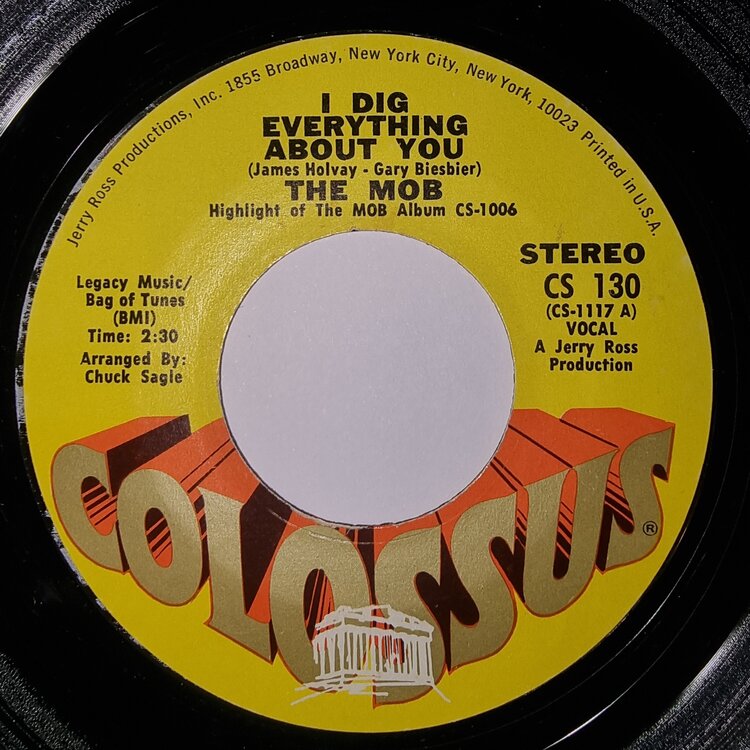 Jerry Ross Productions, Inc. 1855 Broadway, New York City, New York, 10023 Printed in U.S.A.
I DIG
EVERYTHING
ABOUT YOU
(James Holvay - Gary Biesbier)
THE MOB
Highlight of The MOB Album CS-1006
STEREO
CS 130
(CS-1117 A)
VOCAL
A Jerry Ross
Production
Legacy Music/
Bag of Tunes
(BMI)
Time: 2:30
Arranged By:
Chuck Sagle
COLOSSUS
®